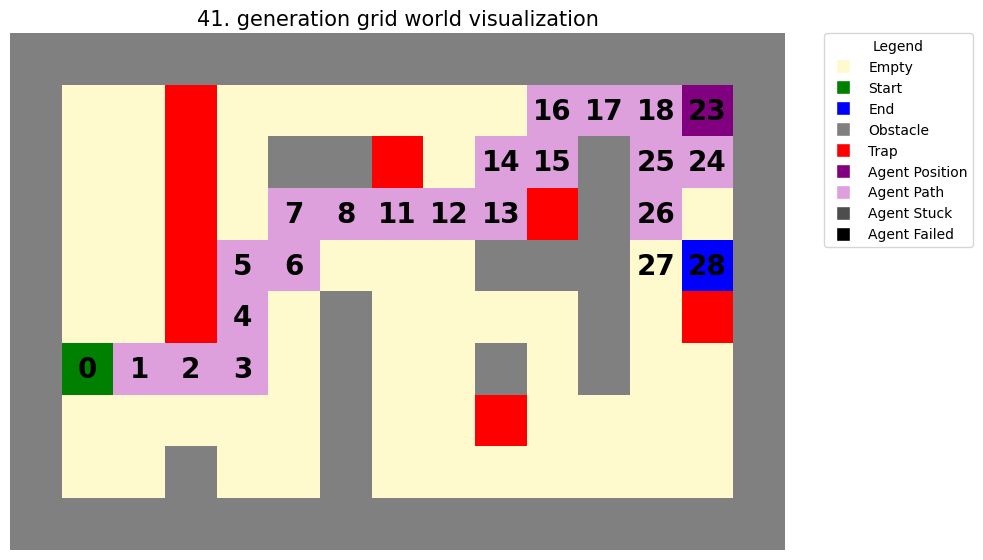 41. generation grid world visualization
16 17 18 23
14 15 25 24
7 8 11 12 13 26
5 6 27 28
4
0 1 2 3
Legend
Empty
Start
End
Obstacle
Trap
Agent Position
Agent Path
Agent Stuck
Agent Failed